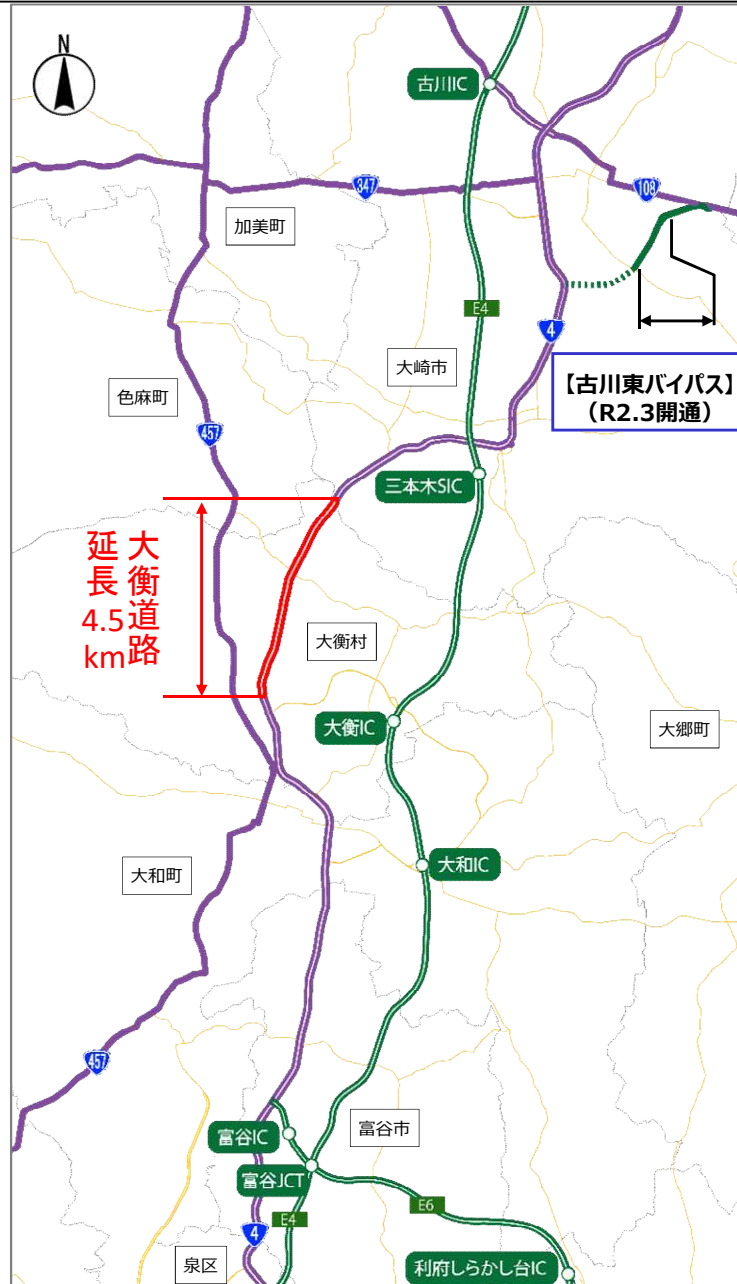 N
古川IC
347
108
加美町
E4
4
大崎市
【古川東バイパス】
（R2.3開通）
色麻町
457
三本木SIC
大衡道路
延長4.5km
大衡村
大衡IC
大郷町
大和IC
大和町
457
富谷IC
富谷市
富谷JCT
E4
E6
4
泉区
利府しらかし台IC